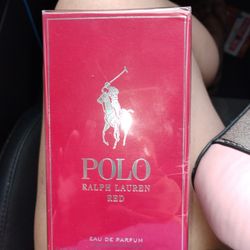 POLO
RALPH LAUREN
RED
EAU DE PARFUM